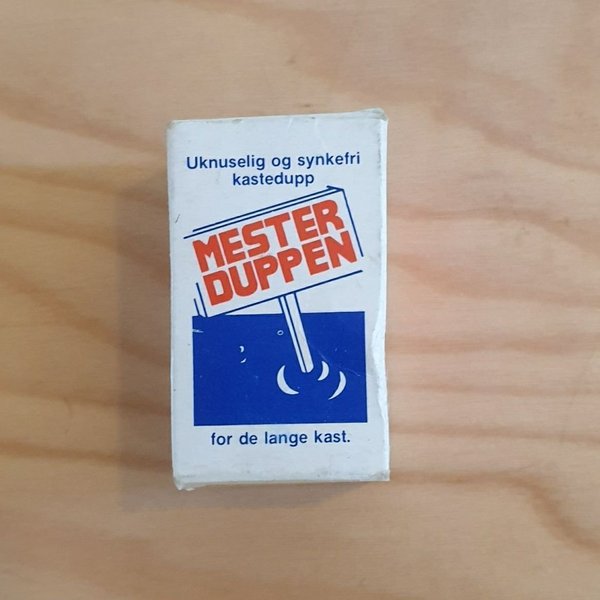 Uknuselig og synkefri
kastedupp
MESTER
DUPPEN
for de lange kast.